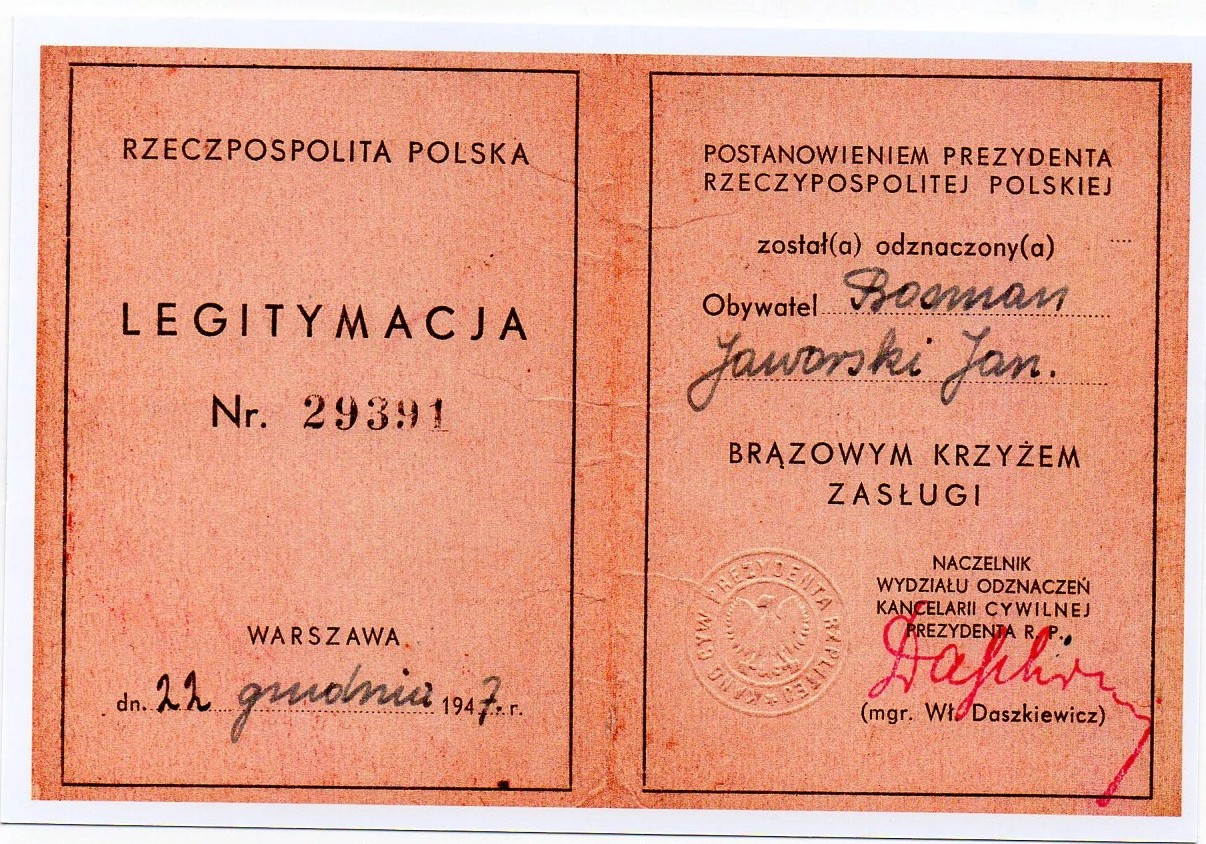 RZECZPOSPOLITA POLSKA
LEGITYMACJA
Nr. 29391
WARSZAWA
dn. 22 grudnia 1947. r.
POSTANOWIENIEM PREZYDENTA
RZECZYPOSPOLITEJ POLSKIEJ
został(a) odznaczony(a)
Obywatel Bosman
Jaworski Jan.
BRĄZOWYM KRZYŻEM
ZASŁUGI
NACZELNIK
WYDZIAŁU ODZNACZEŃ
KANCELARII CYWILNEJ
PREZYDENTA R. P.
(mgr. Wł. Daszkiewicz)
PREZYDENTA